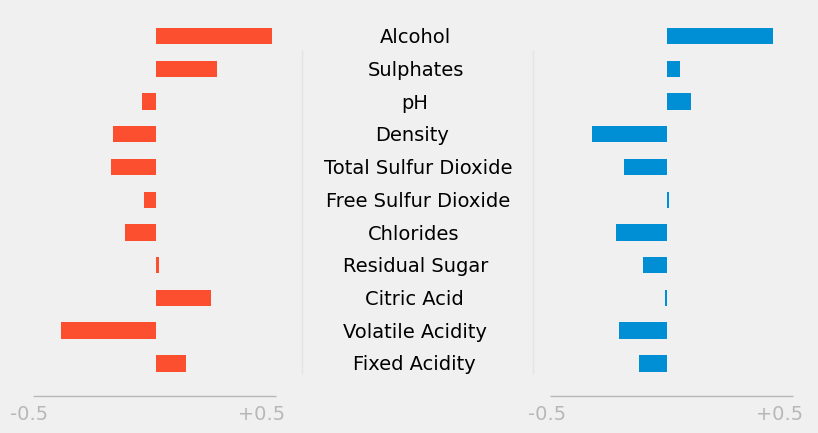 Alcohol
Sulphates
pH
Density
Total Sulfur Dioxide
Free Sulfur Dioxide
Chlorides
Residual Sugar
Citric Acid
Volatile Acidity
Fixed Acidity
-0.5 +0.5 -0.5 +0.5